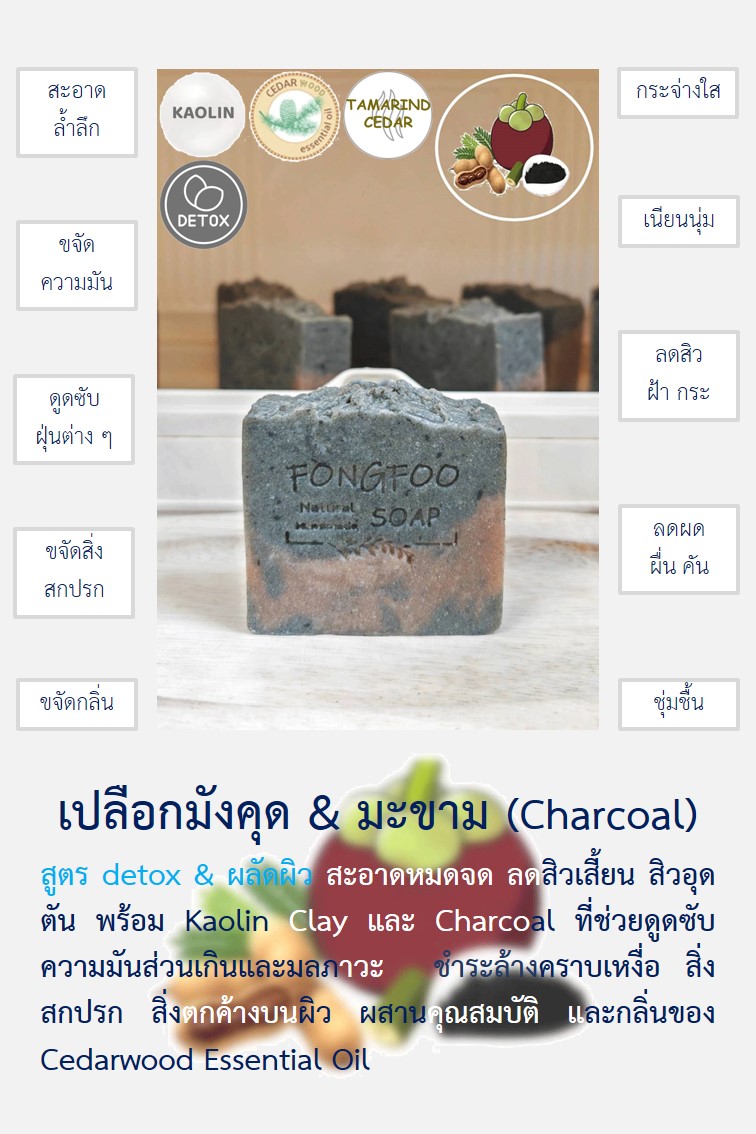 สะอาด
ล้ำลึก
ขจัด
ความมัน
ดูดซับ
ฝุ่นต่าง ๆ
ขจัดสิ่ง
สกปรก
ขจัดกลิ่น
KAOLIN
CEDAR WOOD
essential oil
TAMARIND
CEDAR
DETOX
FONGFOO
Natural
SOAP
กระจ่างใส
เนียนนุ่ม
ลดสิว
ฝ้า กระ
ลดผด
ผื่น คัน
ชุ่มชื้น
เปลือกมังคุด & มะขาม (Charcoal)
สูตร detox & ผลัดผิว สะอาดหมดจด ลดสิวเสี้ยน สิวอุด
ตัน พร้อม Kaolin Clay และ Charcoal ที่ช่วยดูดซับ
ความมันส่วนเกินและมลภาวะ ชำระล้างคราบเหงื่อ สิ่ง
สกปรก สิ่งตกค้างบนผิว ผสานคุณสมบัติ และกลิ่นของ
Cedarwood Essential Oil